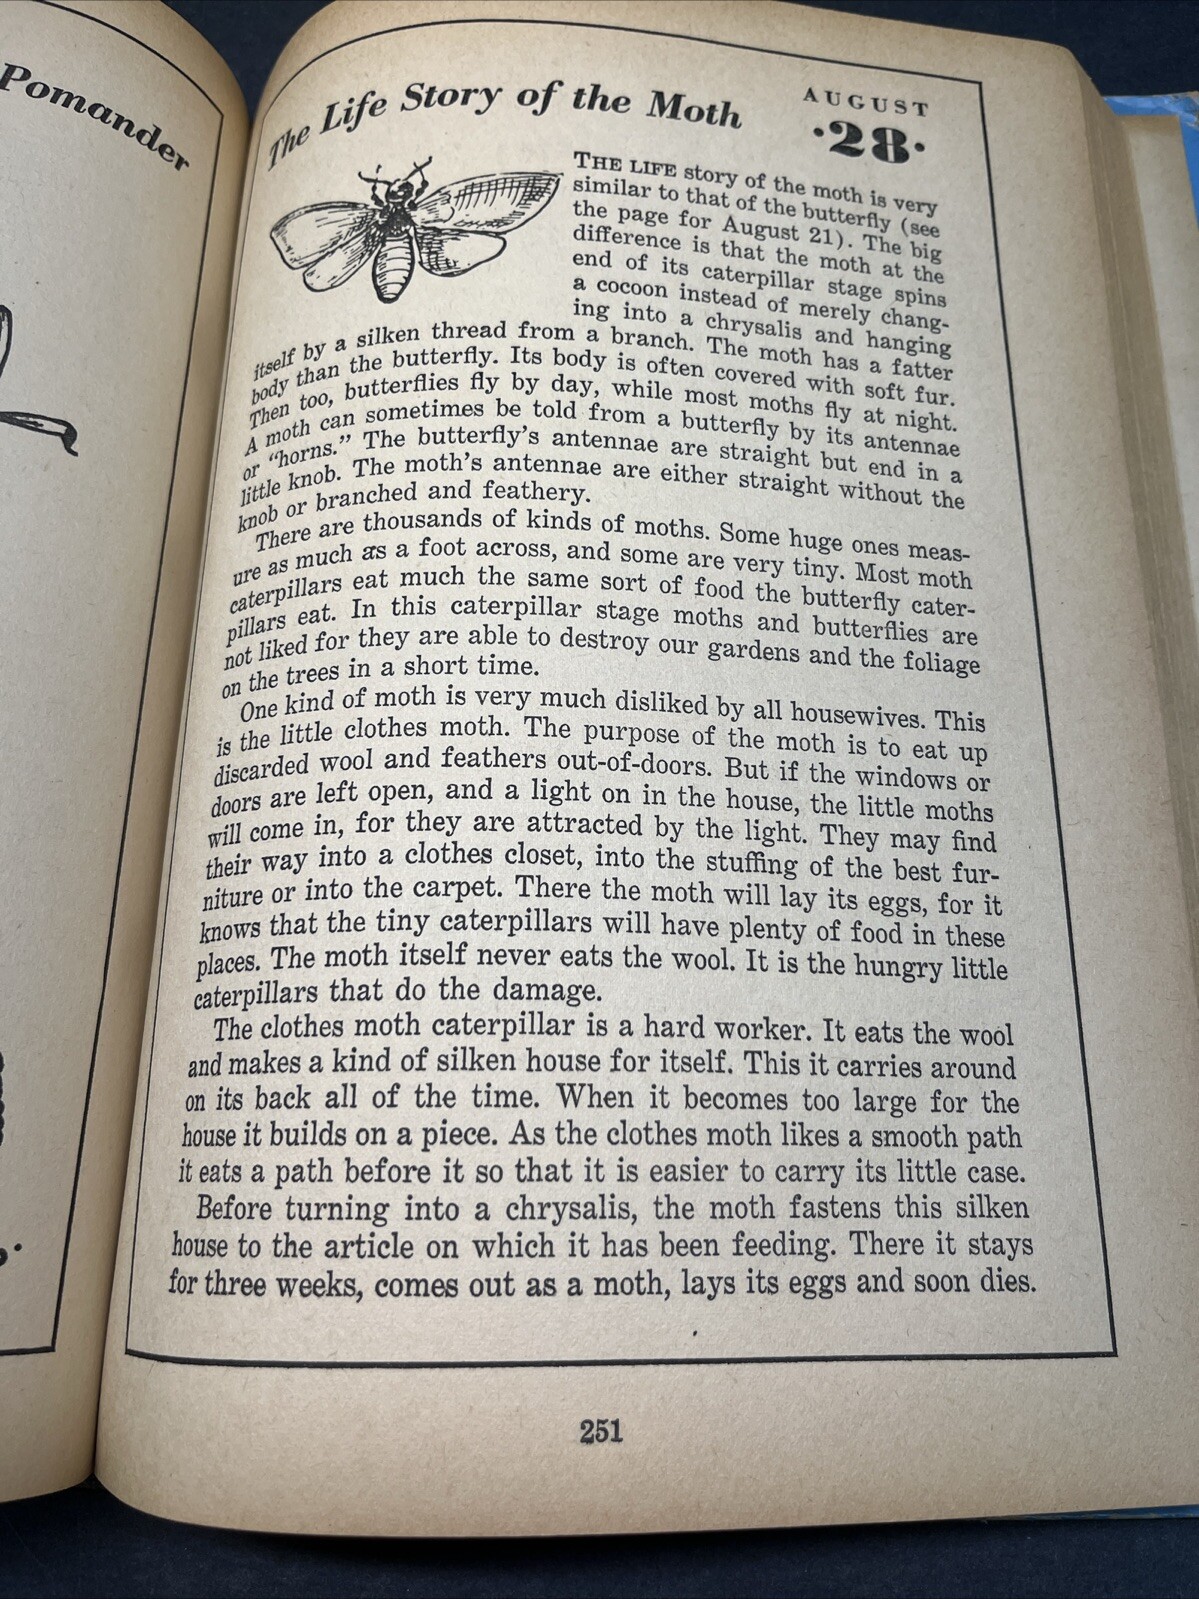 Pomander
The Life Story of the Moth
AUGUST
·28·
THE LIFE story of the moth is very
similar to that of the butterfly (see
the page for August 21). The big
difference is that the moth at the
end of its caterpillar stage spins
a cocoon instead of merely chang-
ing into a chrysalis and hanging
itself by a silken thread from a branch. The moth has a fatter
body than the butterfly. Its body is often covered with soft fur.
Then too, butterflies fly by day, while most moths fly at night.
A moth can sometimes be told from a butterfly by its antennae
or "horns." The butterfly's antennae are straight but end in a
little knob. The moth's antennae are either straight without the
knob or branched and feathery.
There are thousands of kinds of moths. Some huge ones meas-
ure as much as a foot across, and some are very tiny. Most moth
caterpillars eat much the same sort of food the butterfly cater-
pillars eat. In this caterpillar stage moths and butterflies are
not liked for they are able to destroy our gardens and the foliage
on the trees in a short time.
One kind of moth is very much disliked by all housewives. This
is the little clothes moth. The purpose of the moth is to eat up
discarded wool and feathers out-of-doors. But if the windows or
doors are left open, and a light on in the house, the little moths
will come in, for they are attracted by the light. They may find
their way into a clothes closet, into the stuffing of the best fur-
niture or into the carpet. There the moth will lay its eggs, for it
knows that the tiny caterpillars will have plenty of food in these
places. The moth itself never eats the wool. It is the hungry little
caterpillars that do the damage.
The clothes moth caterpillar is a hard worker. It eats the wool
and makes a kind of silken house for itself. This it carries around
on its back all of the time. When it becomes too large for the
house it builds on a piece. As the clothes moth likes a smooth path
it eats a path before it so that it is easier to carry its little case.
Before turning into a chrysalis, the moth fastens this silken
house to the article on which it has been feeding. There it stays
for three weeks, comes out as a moth, lays its eggs and soon dies.
251